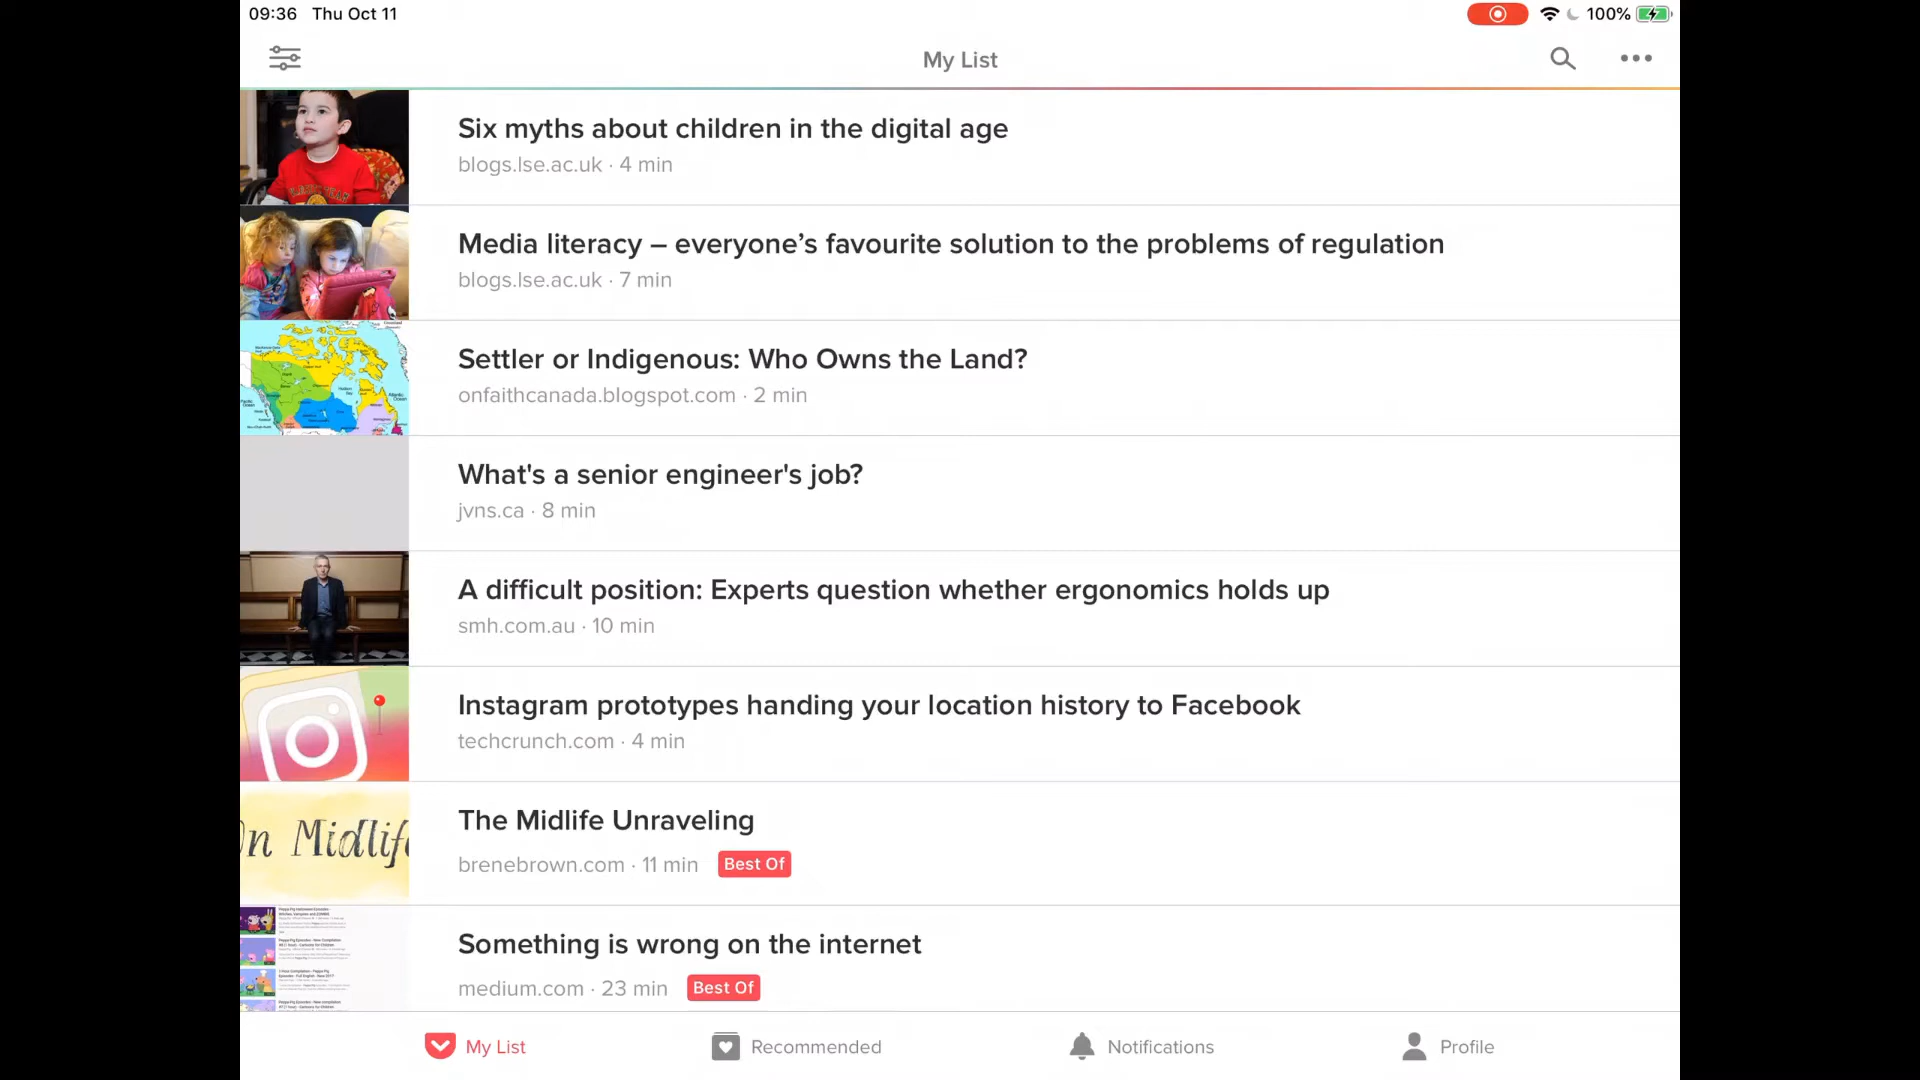 09:36 Thu Oct 11
100%
My List
Six myths about children in the digital age
blogs.lse.ac.uk · 4 min
Media literacy – everyone’s favourite solution to the problems of regulation
blogs.lse.ac.uk · 7 min
Settler or Indigenous: Who Owns the Land?
onfaithcanada.blogspot.com · 2 min
What's a senior engineer's job?
jvns.ca · 8 min
A difficult position: Experts question whether ergonomics holds up
smh.com.au · 10 min
Instagram prototypes handing your location history to Facebook
techcrunch.com · 4 min
On Midlife
The Midlife Unraveling
brenebrown.com · 11 min Best Of
Something is wrong on the internet
medium.com · 23 min Best Of
My List
Recommended
Notifications
Profile